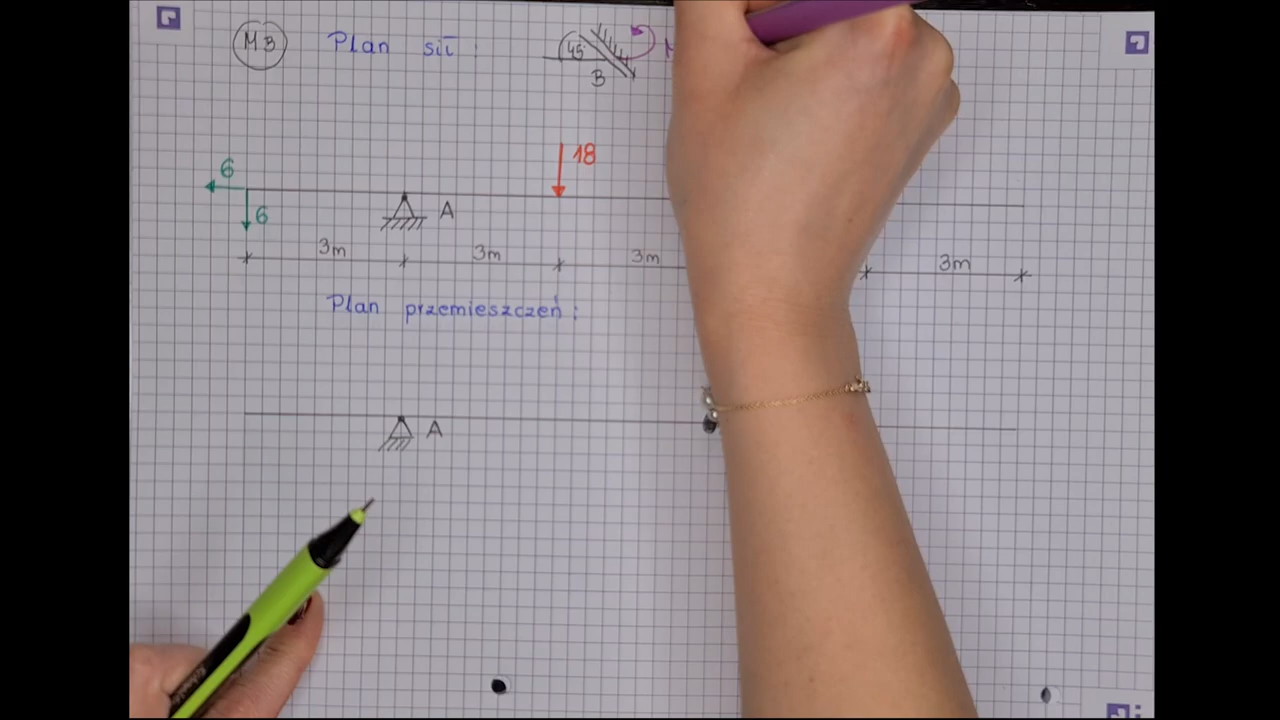 MB Plan sił : 45° M
B
6 18
6 A
3m 3m 3m 3m
Plan przemieszczeń :
A